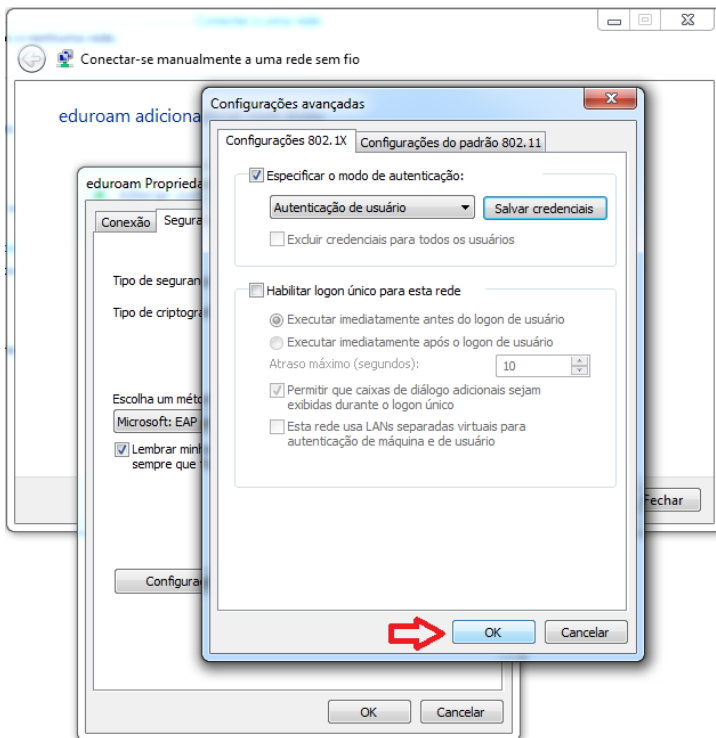 Conectar-se manualmente a uma rede sem fio
eduroam adiciona
Configurações avançadas
Configurações 802.1X
Configurações do padrão 802.11
Especificar o modo de autenticação:
Autenticação de usuário
Salvar credenciais
Excluir credenciais para todos os usuários
Habilitar logon único para esta rede
Executar imediatamente antes do logon de usuário
Executar imediatamente após o logon de usuário
Atraso máximo (segundos):
10
Permitir que caixas de diálogo adicionais sejam
exibidas durante o logon único
Esta rede usa LANs separadas virtuais para
autenticação de máquina e de usuário
OK
Cancelar
eduroam Proprieda
Conexão
Segura
Tipo de seguran
Tipo de criptogra
Escolha um méto
Microsoft: EAP
Lembrar minh
sempre que
Configura
OK
Cancelar
Fechar